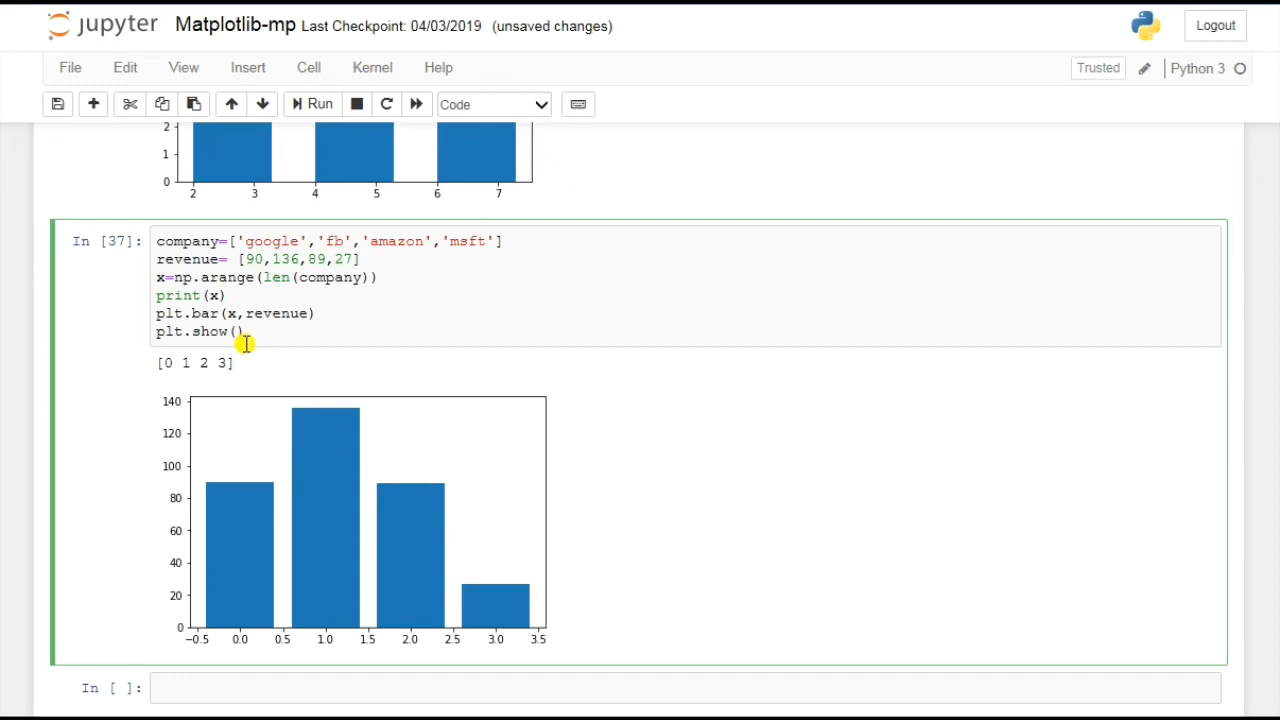 jupyter Matplotlib-mp Last Checkpoint: 04/03/2019 (unsaved changes) Logout
File Edit View Insert Cell Kernel Help Trusted Python 3
Run Code
2
1
0
2 3 4 5 6 7
In [37]: company=['google','fb','amazon','msft']
revenue= [90,136,89,27]
x=np.arange(len(company))
print(x)
plt.bar(x,revenue)
plt.show()
[0 1 2 3]
140
120
100
80
60
40
20
0
−0.5 0.0 0.5 1.0 1.5 2.0 2.5 3.0 3.5
In [ ]: